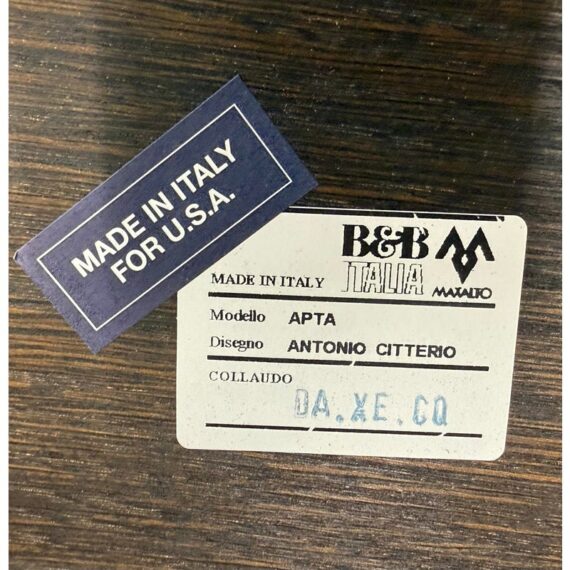 MADE IN ITALY
FOR U.S.A.
B&B
ITALIA
MAXALTO
MADE IN ITALY
Modello APTA
Disegno ANTONIO CITTERIO
COLLAUDO
DA.XE.CQ